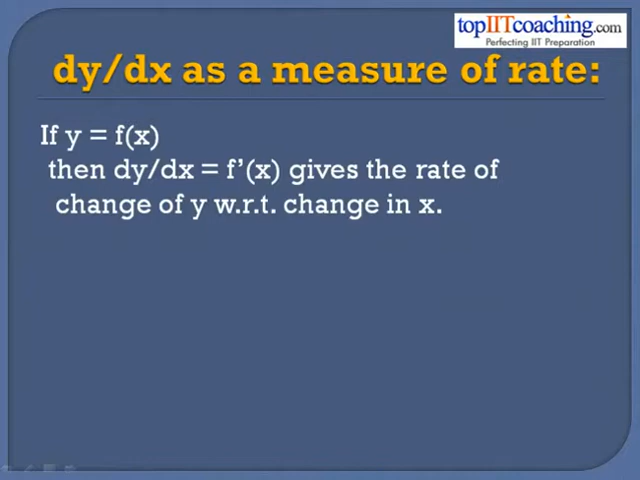 topIITcoaching.com
Perfecting IIT Preparation
dy/dx as a measure of rate:
If y = f(x)
then dy/dx = f’(x) gives the rate of
change of y w.r.t. change in x.